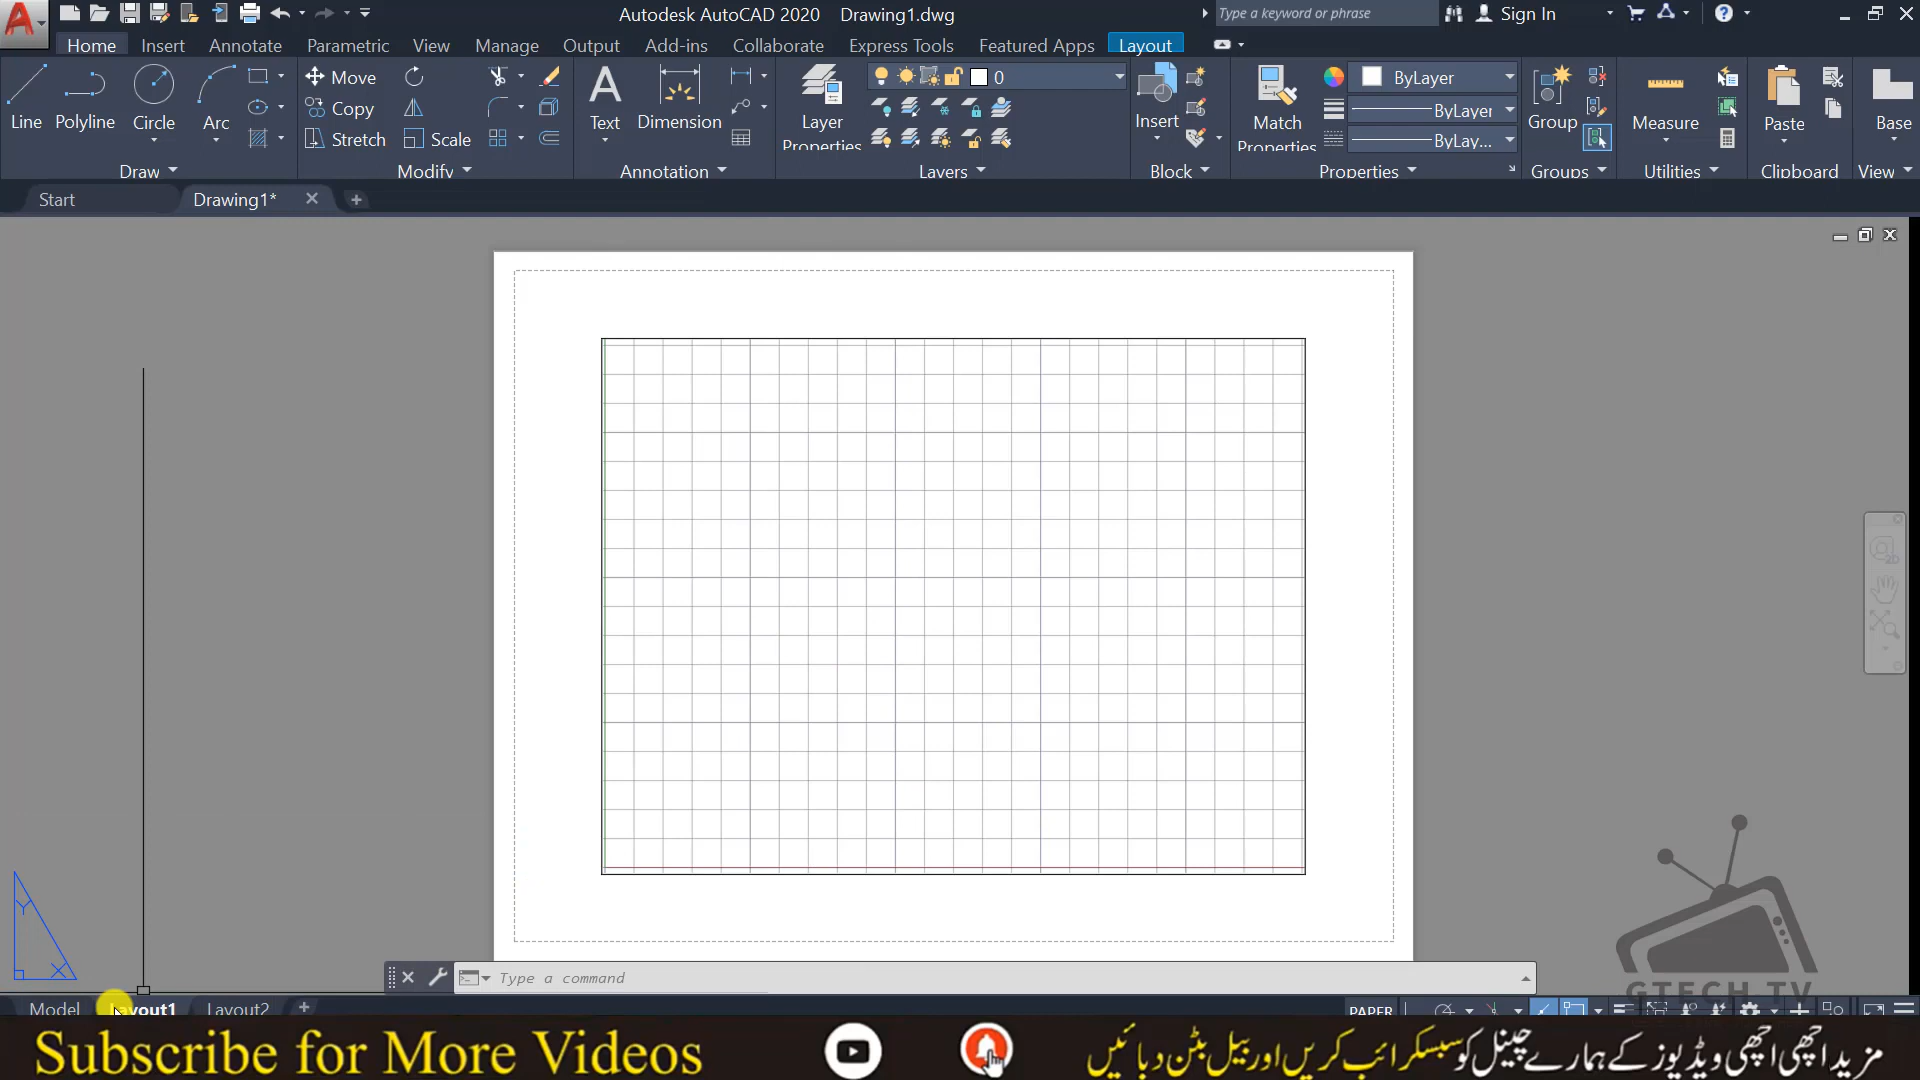 Autodesk AutoCAD 2020 Drawing1.dwg
Type a keyword or phrase
Sign In
Home Insert Annotate Parametric View Manage Output Add-ins Collaborate Express Tools Featured Apps Layout
Line Polyline Circle Arc
Move
Copy
Stretch
Scale
Text
Dimension
Layer
Properties
0
Insert
Match
Properties
ByLayer
ByLayer
ByLay...
Group
Measure
Paste
Base
Draw Modify Annotation Layers Block Properties Groups Utilities Clipboard View
Start Drawing1*
Y
X
Type a command
Model Layout1 Layout2
PAPER
GTECH TV
Subscribe for More Videos
مزید اچھی اچھی ویڈیوز کے ہمارے چینل کو سبسکرائب کریں اور بیل بٹن دبائیں